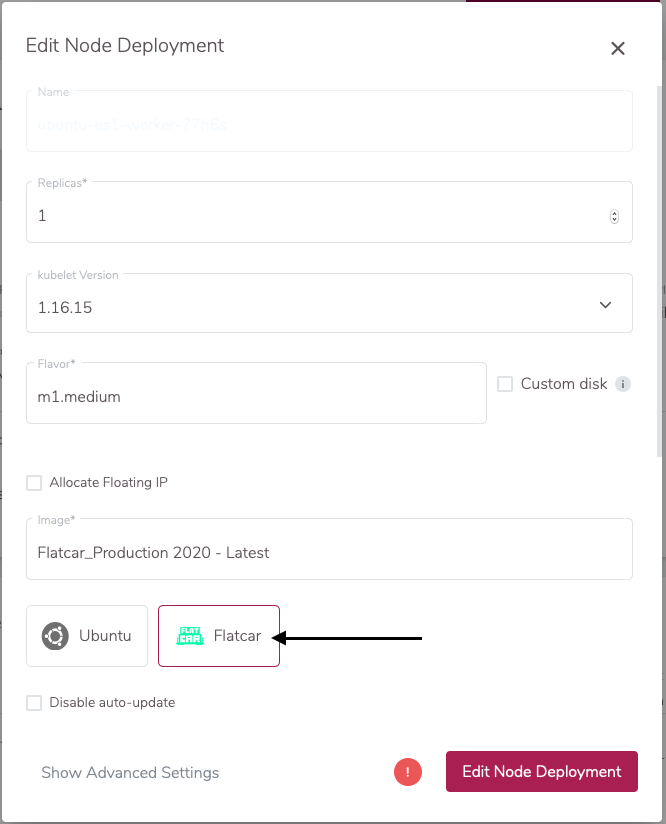 Edit Node Deployment
Name
ubuntu-es1-worker-77h6s
Replicas*
1
kubelet Version
1.16.15
Flavor*
m1.medium
Custom disk
Allocate Floating IP
Image*
Flatcar_Production 2020 - Latest
Ubuntu
FLAT CAR Flatcar
Disable auto-update
Show Advanced Settings
!
Edit Node Deployment